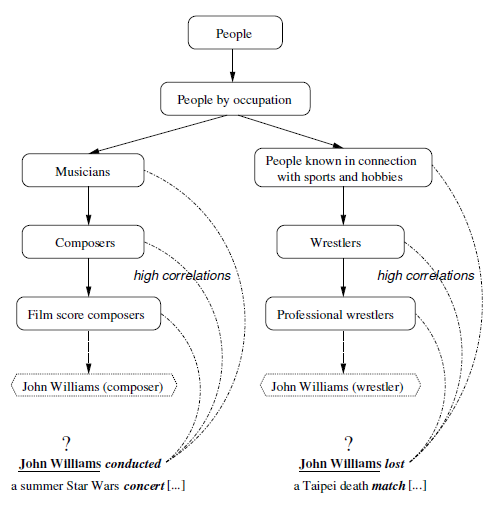 People
People by occupation
Musicians
People known in connection
with sports and hobbies
Composers
Wrestlers
high correlations
high correlations
Film score composers
Professional wrestlers
John Williams (composer)
John Williams (wrestler)
?
?
John Williams conducted
a summer Star Wars concert [...]
John Williams lost
a Taipei death match [...]